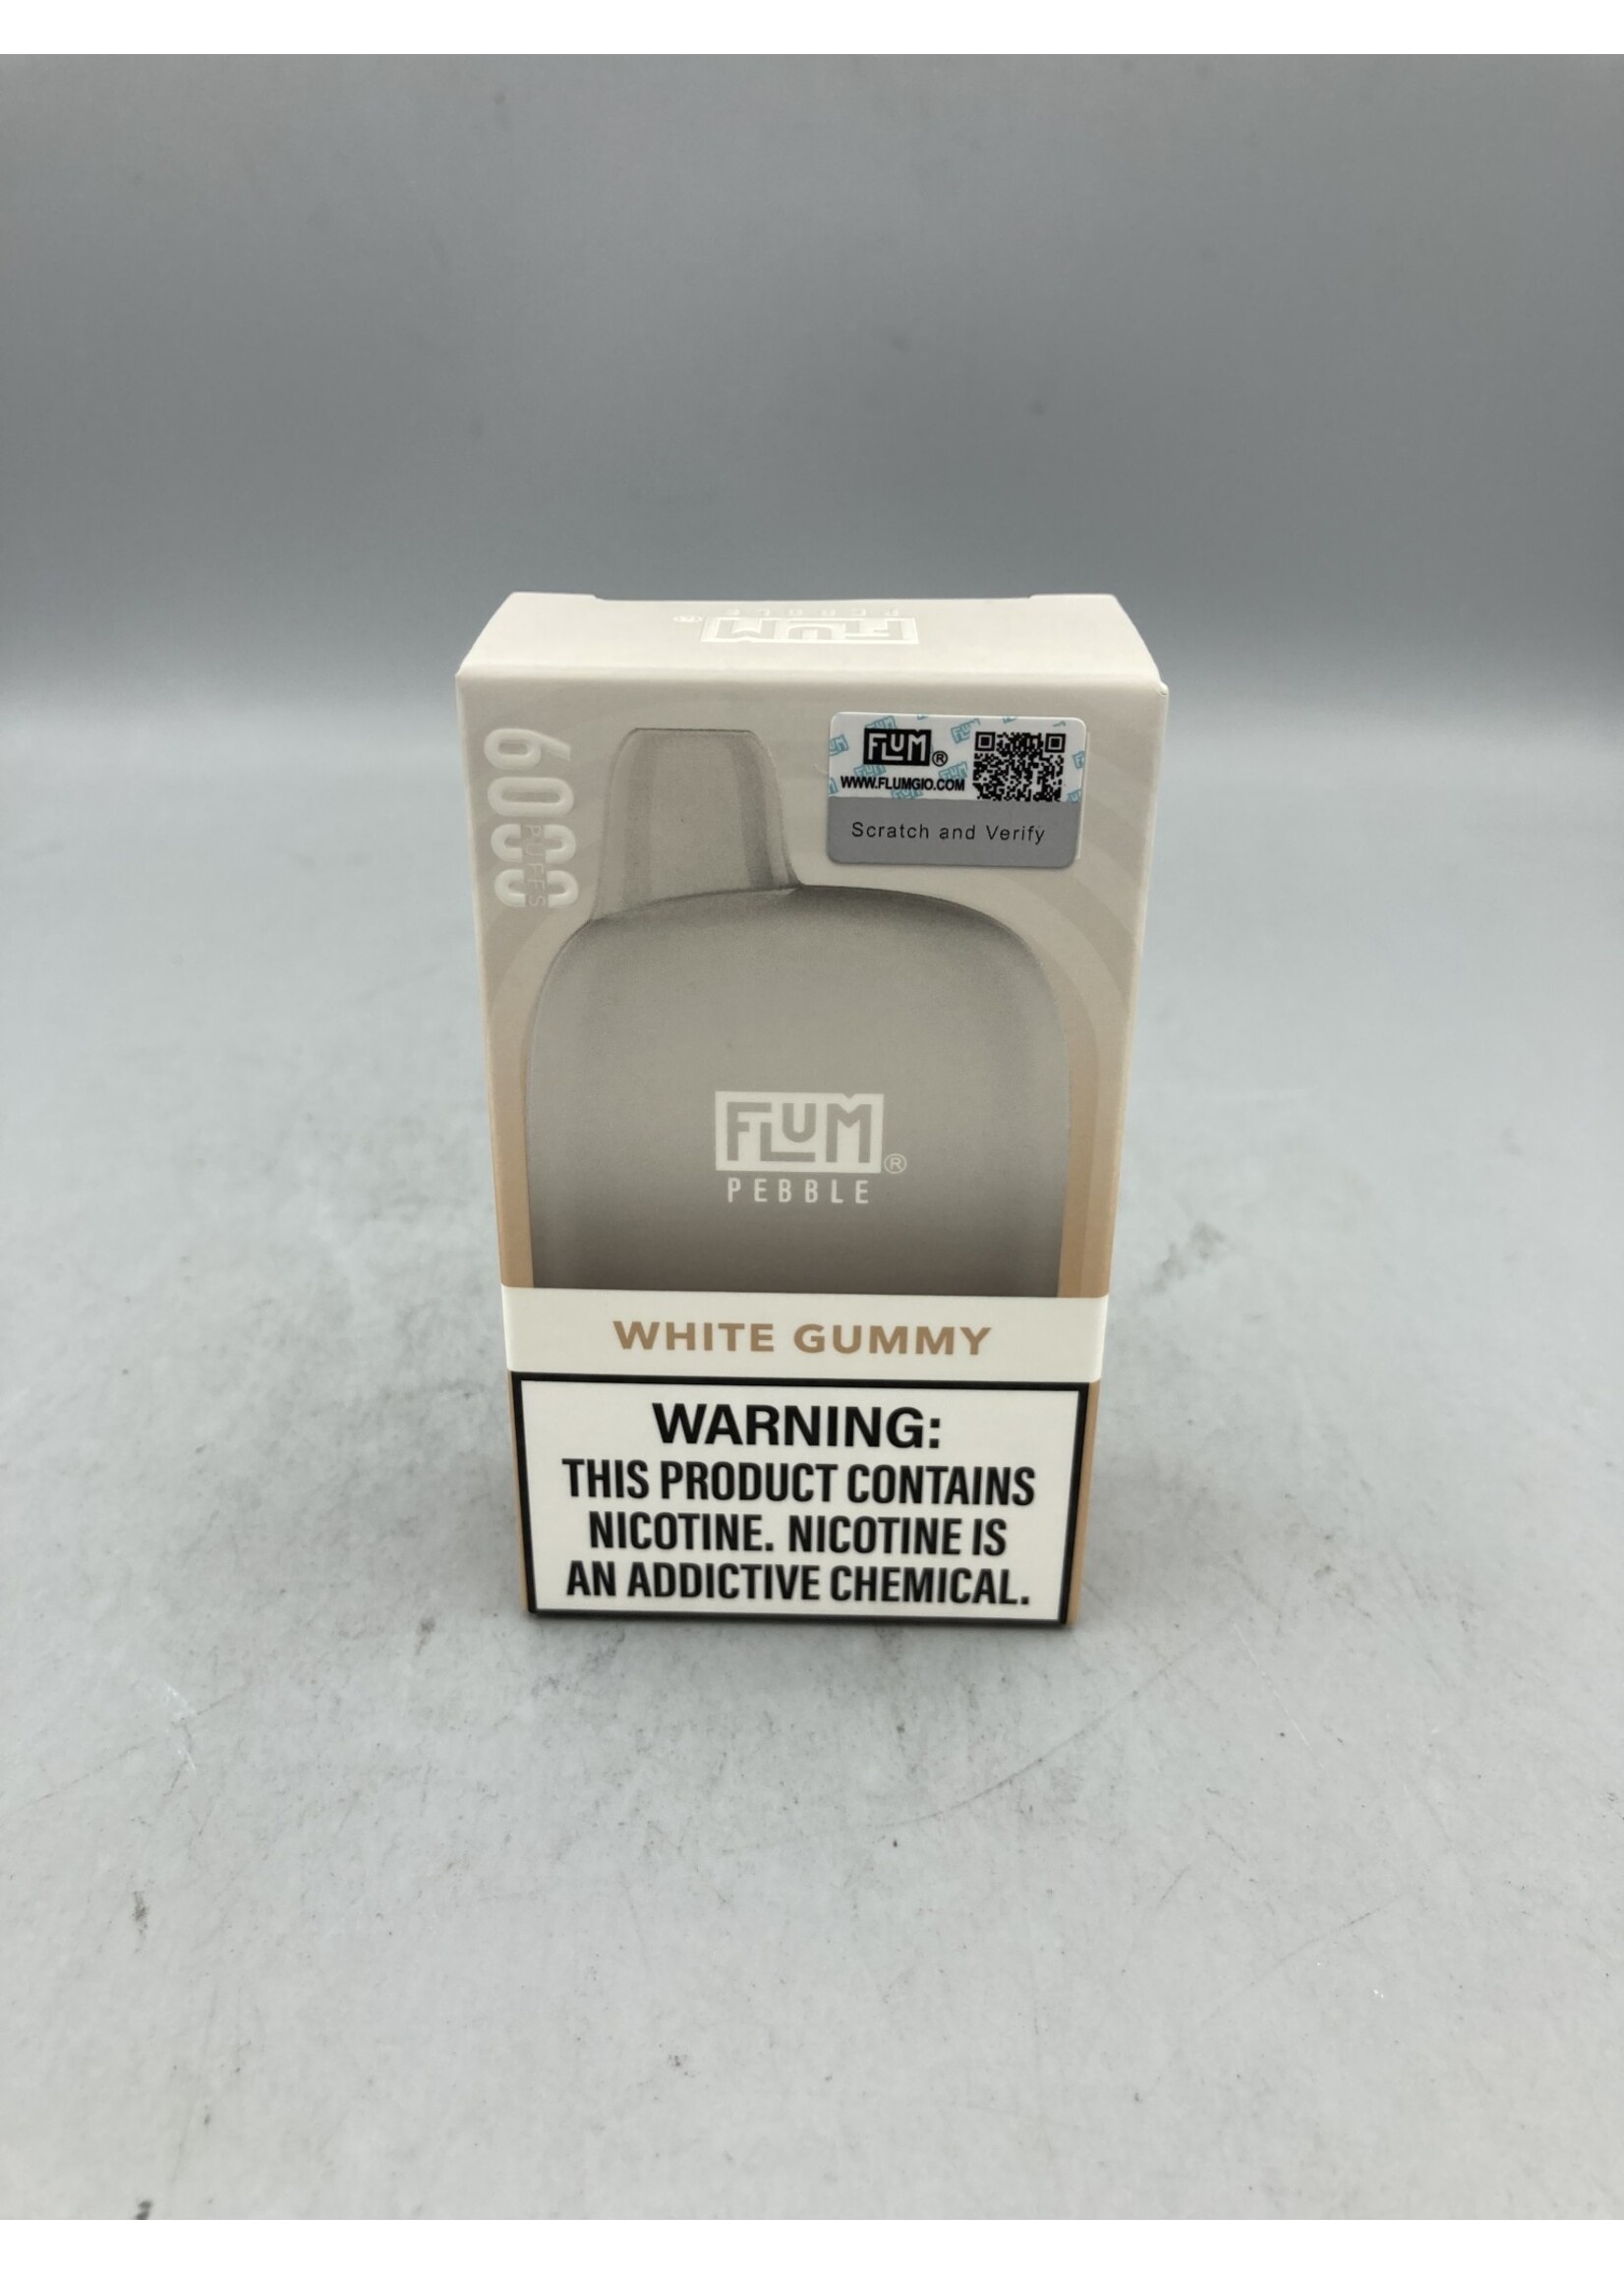 FLUM®
PEBBLE
6000
PUFFS
FLUM®
WWW.FLUMGIO.COM
Scratch and Verify
FLUM®
PEBBLE
WHITE GUMMY
WARNING:
THIS PRODUCT CONTAINS
NICOTINE. NICOTINE IS
AN ADDICTIVE CHEMICAL.